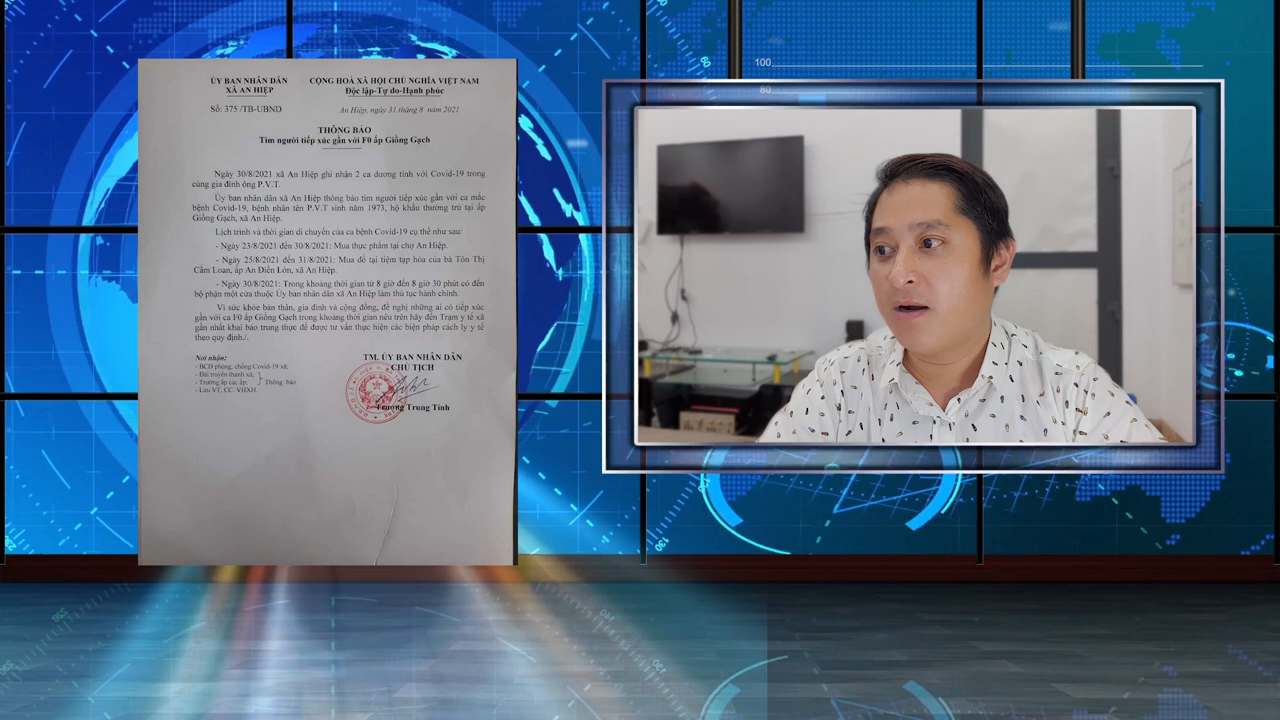 ỦY BAN NHÂN DÂN
XÃ AN HIỆP
CỘNG HOÀ XÃ HỘI CHỦ NGHĨA VIỆT NAM
Độc lập-Tự do-Hạnh phúc
Số: 375 /TB-UBND
An Hiệp, ngày 31 tháng 8 năm 2021
THÔNG BÁO
Tìm người tiếp xúc gần với F0 ấp Giồng Gạch
Ngày 30/8/2021 xã An Hiệp ghi nhận 2 ca dương tính với Covid-19 trong
cùng gia đình ông P.V.T.
Ủy ban nhân dân xã An Hiệp thông báo tìm người tiếp xúc gần với ca mắc
bệnh Covid-19, bệnh nhân tên P.V.T sinh năm 1973, hộ khẩu thường trú tại ấp
Giồng Gạch, xã An Hiệp.
Lịch trình và thời gian di chuyển của ca bệnh Covid-19 cụ thể như sau:
- Ngày 23/8/2021 đến 30/8/2021: Mua thực phẩm tại chợ An Hiệp.
- Ngày 25/8/2021 đến 31/8/2021: Mua đồ tại tiệm tạp hóa của bà Tôn Thị
Cẩm Loan, ấp An Điền Lớn, xã An Hiệp.
- Ngày 30/8/2021: Trong khoảng thời gian từ 8 giờ đến 8 giờ 30 phút có đến
bộ phận một cửa thuộc Ủy ban nhân dân xã An Hiệp làm thủ tục hành chính.
Vì sức khỏe bản thân, gia đình và cộng đồng, đề nghị những ai có tiếp xúc
gần với ca F0 ấp Giồng Gạch trong khoảng thời gian nêu trên hãy đến Trạm y tế xã
gần nhất khai báo trung thực để được tư vấn thực hiện các biện pháp cách ly y tế
theo quy định./.
Nơi nhận:
- BCĐ phòng, chống Covid-19 xã;
- Đài truyền thanh xã;
- Trưởng ấp các ấp;
Thông báo
- Lưu VT, CC. VHXH.
TM. ỦY BAN NHÂN DÂN
CHỦ TỊCH
Trương Trung Tính
100
80
60
130
220
140
130